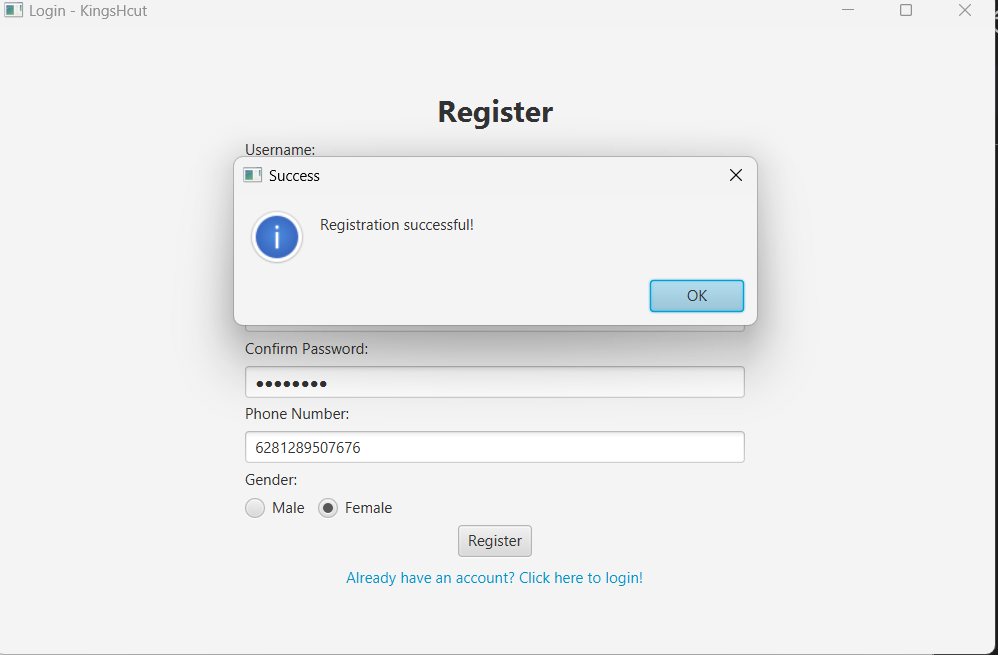 Login - KingsHcut
Register
Username:
Success
Registration successful!
OK
Confirm Password:
●●●●●●●●
Phone Number:
6281289507676
Gender:
Male Female
Register
Already have an account? Click here to login!